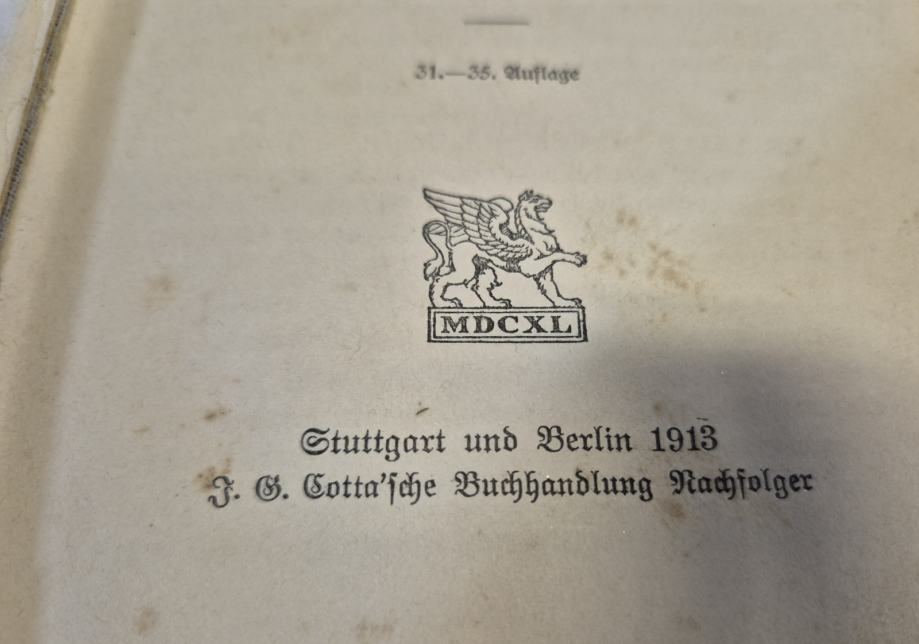 31.—35. Auflage
MDCXL
Stuttgart und Berlin 1913
J. G. Cotta'sche Buchhandlung Nachfolger